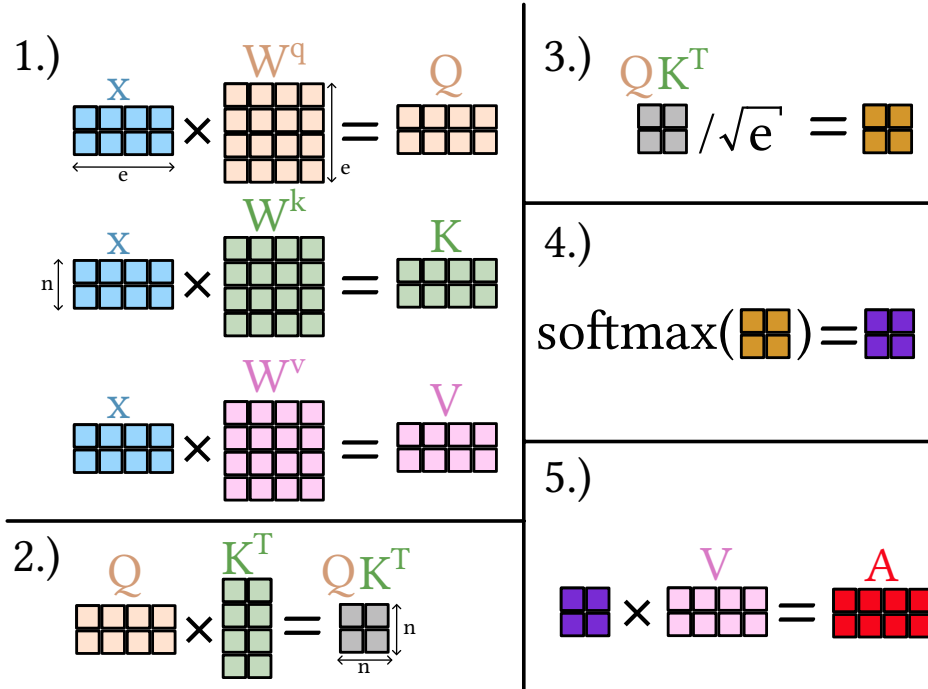 1.)
x × W^q = Q
e
e
x × W^k = K
n
x × W^v = V
2.)
Q × K^T = QK^T
n
n
3.)
QK^T
/√e =
4.)
softmax( ) =
5.)
× V = A